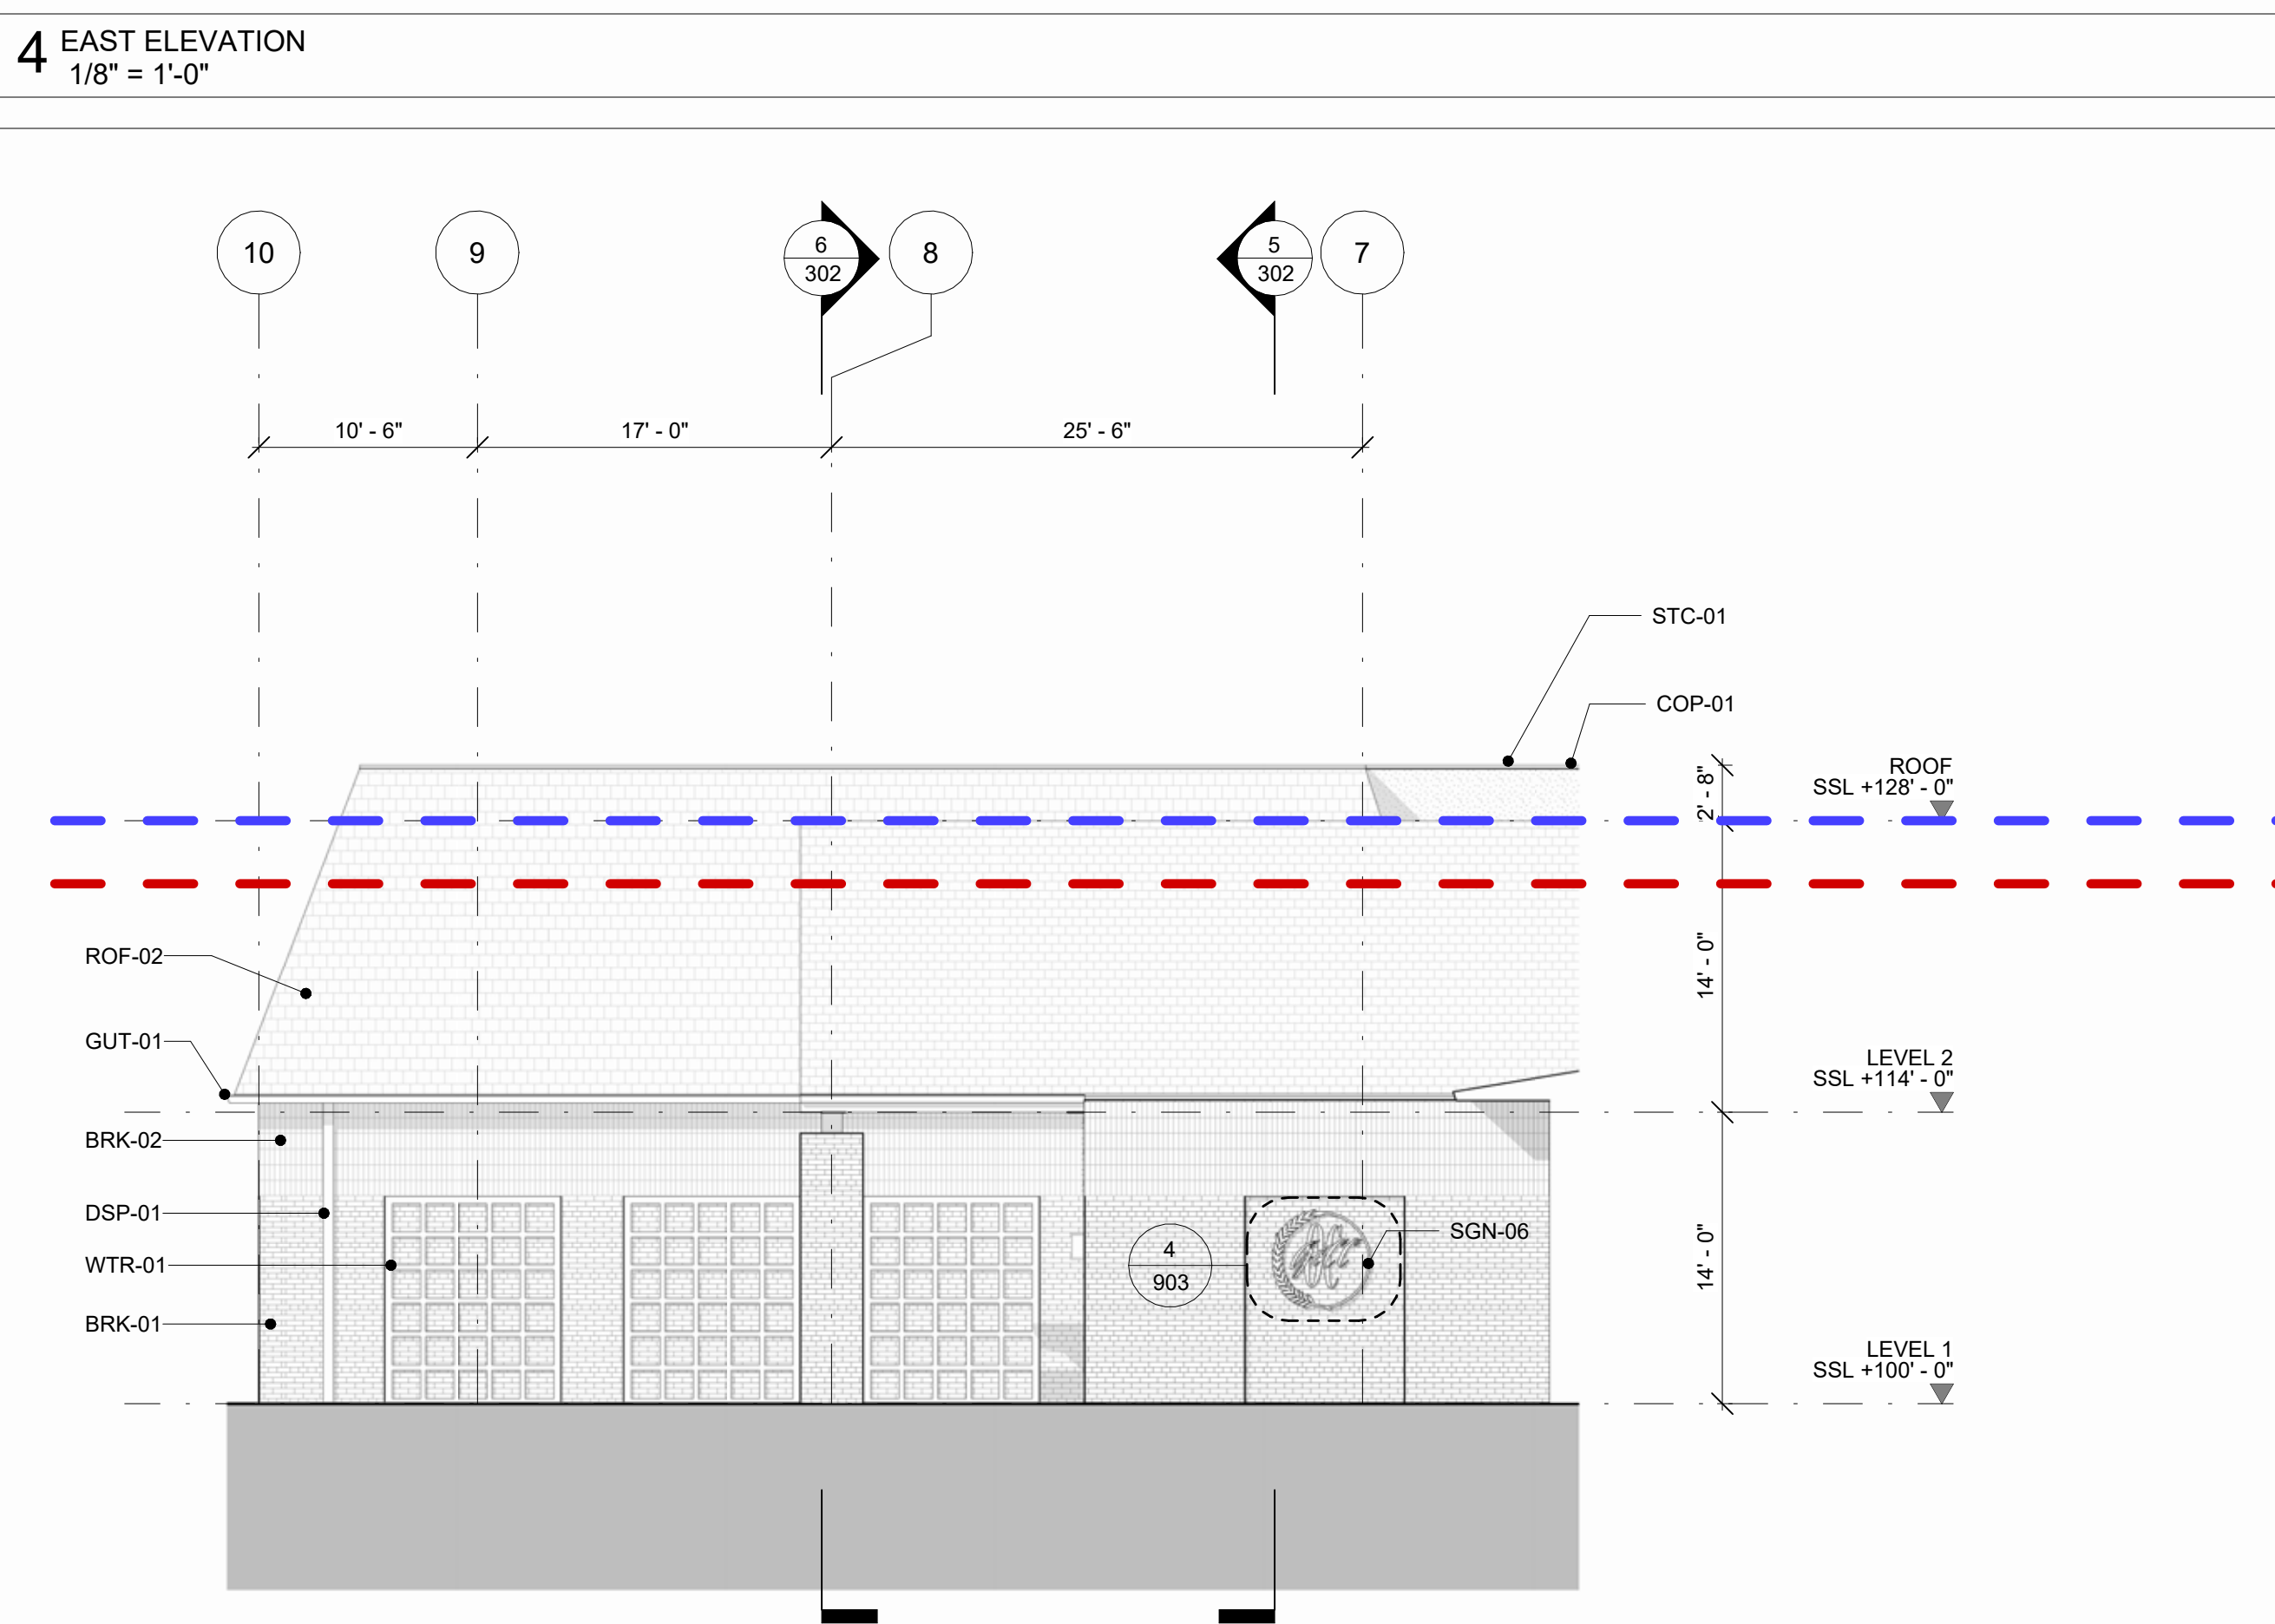 4 EAST ELEVATION
1/8" = 1'-0"
10
9
6
302
8
5
302
7
10' - 6"
17' - 0"
25' - 6"
STC-01
COP-01
2' - 8"
ROOF
SSL +128' - 0"
ROF-02
14' - 0"
GUT-01
LEVEL 2
SSL +114' - 0"
BRK-02
DSP-01
SGN-06
4
903
WTR-01
14' - 0"
BRK-01
LEVEL 1
SSL +100' - 0"